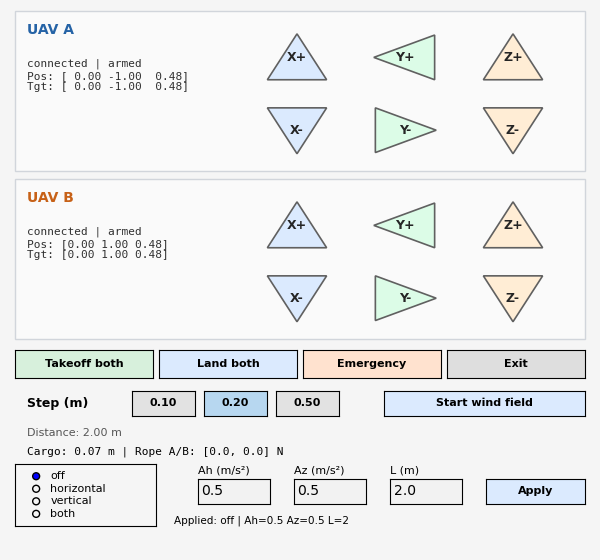 UAV A
connected | armed
Pos: [ 0.00 -1.00  0.48]
Tgt: [ 0.00 -1.00  0.48]
X+ Y+ Z+
X- Y- Z-
UAV B
connected | armed
Pos: [0.00 1.00 0.48]
Tgt: [0.00 1.00 0.48]
X+ Y+ Z+
X- Y- Z-
Takeoff both Land both Emergency Exit
Step (m) 0.10 0.20 0.50 Start wind field
Distance: 2.00 m
Cargo: 0.07 m | Rope A/B: [0.0, 0.0] N
off
horizontal
vertical
both
Ah (m/s²) Az (m/s²) L (m)
0.5 0.5 2.0 Apply
Applied: off | Ah=0.5 Az=0.5 L=2